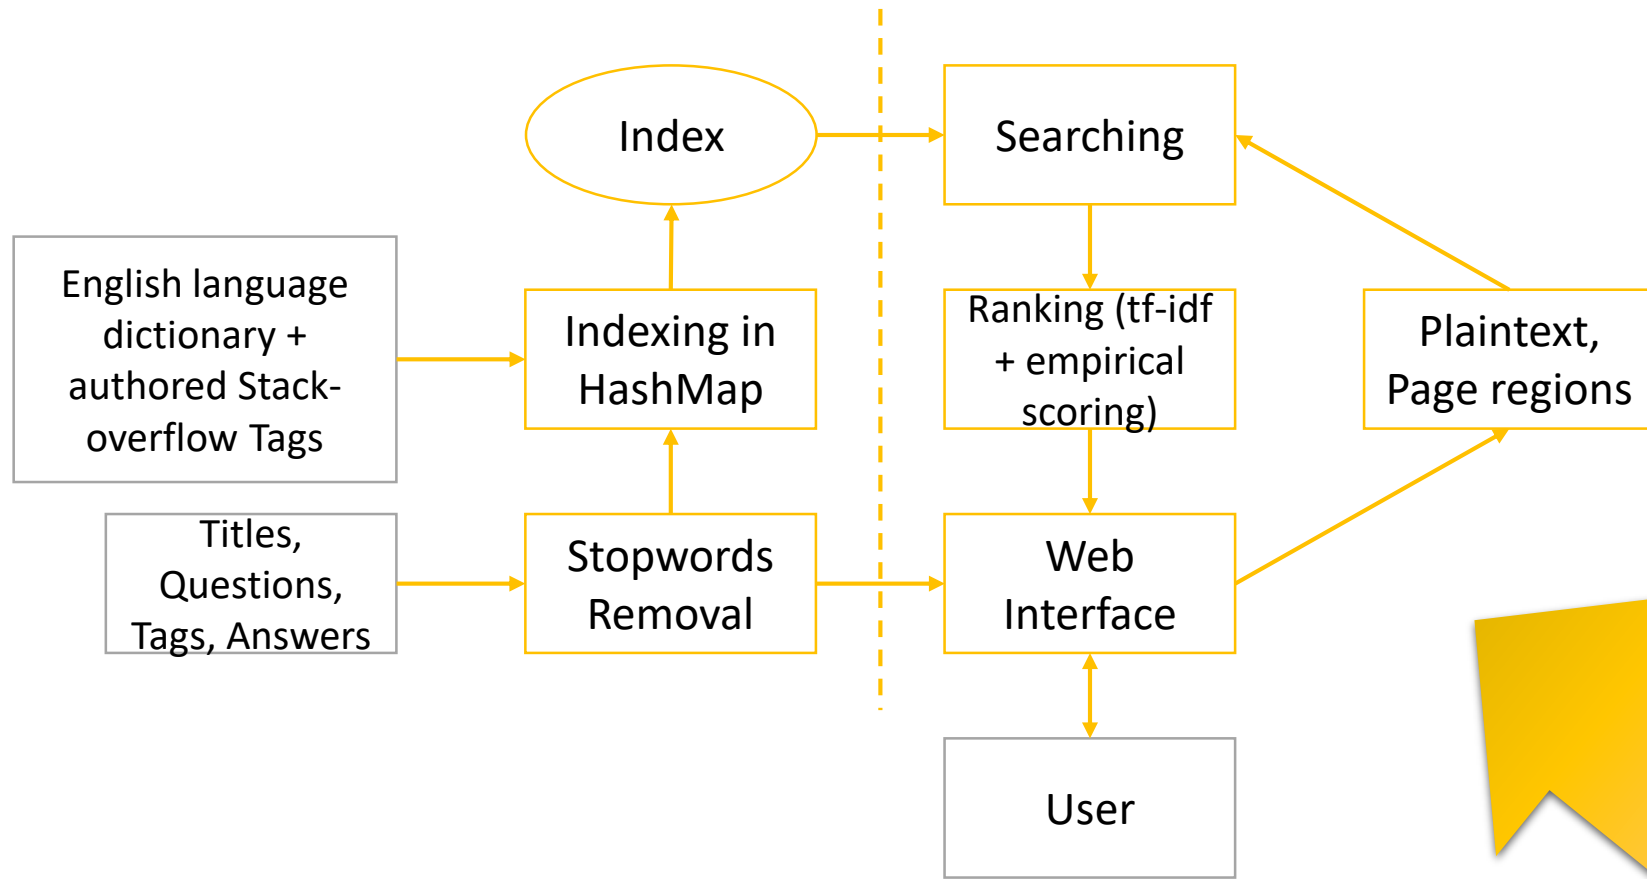 Index
Searching
English language
dictionary +
authored Stack-
overflow Tags
Indexing in
HashMap
Ranking (tf-idf
+ empirical
scoring)
Plaintext,
Page regions
Titles,
Questions,
Tags, Answers
Stopwords
Removal
Web
Interface
User